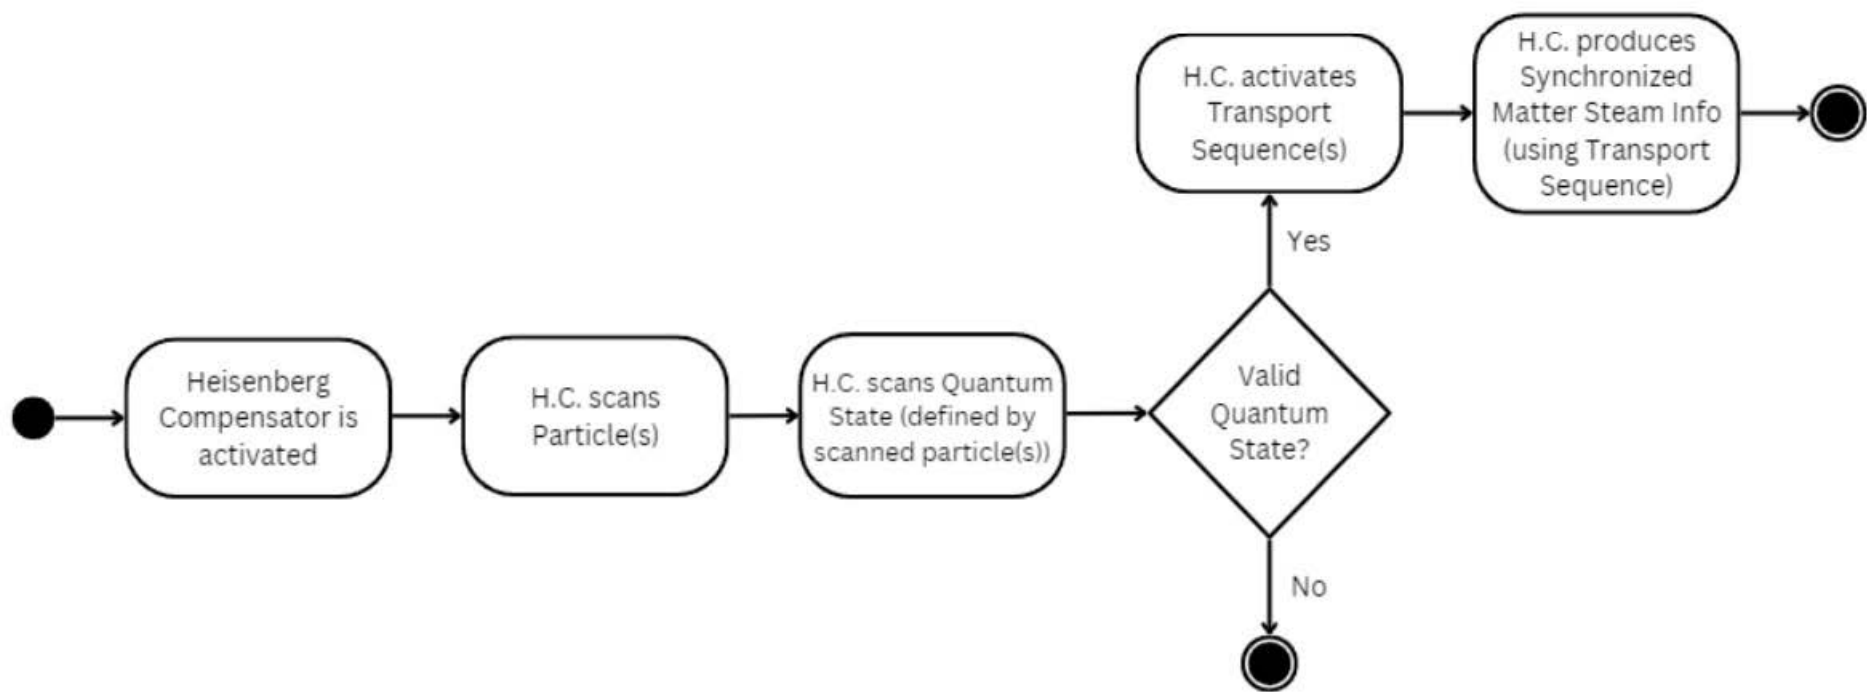 Heisenberg
Compensator is
activated
H.C. scans
Particle(s)
H.C. scans Quantum
State (defined by
scanned particle(s))
Valid
Quantum
State?
Yes
H.C. activates
Transport
Sequence(s)
H.C. produces
Synchronized
Matter Steam Info
(using Transport
Sequence)
No